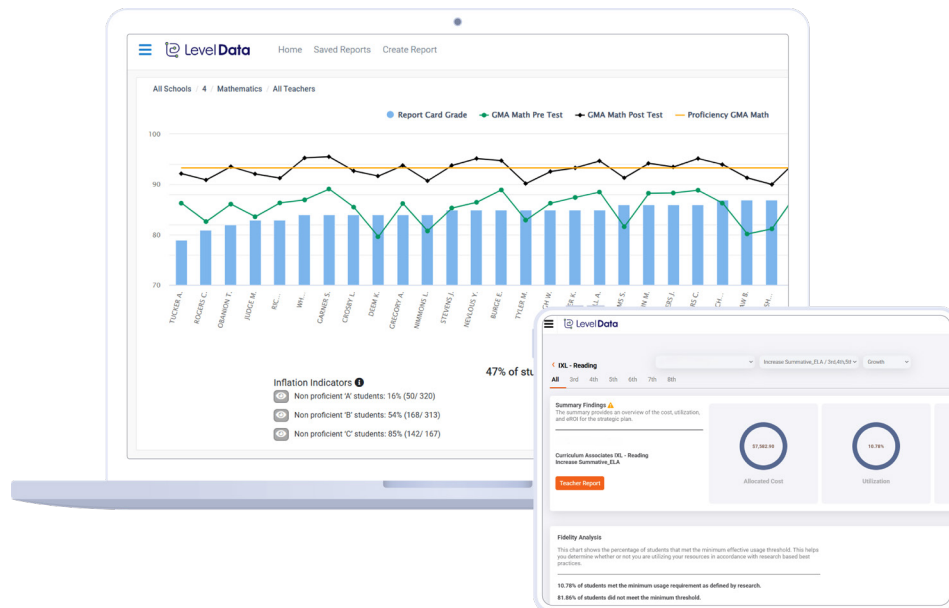 Level Data
Home Saved Reports Create Report
All Schools / 4 / Mathematics / All Teachers
Report Card Grade GMA Math Pre Test GMA Math Post Test Proficiency GMA Math
100
90
80
70
TUCKER A.
ROGERS C.
OBANION T.
JUDGE M.
RIC...
WH...
GARNER S.
CROSBY L.
DEEM K.
GREGORY A.
NIMMONS L.
STEVENS J.
NEVLOUS Y.
BURGE E.
TYLER M.
47% of stu
Inflation Indicators
Non proficient 'A' students: 16% (50/ 320)
Non proficient 'B' students: 54% (168/ 313)
Non proficient 'C' students: 85% (142/ 167)
Level Data
IXL - Reading
Increase Summative_ELA / 3rd,4th,5th
Growth
All 3rd 4th 5th 6th 7th 8th
Summary Findings
The summary provides an overview of the cost, utilization,
and eROI for the strategic plan.
Curriculum Associates IXL - Reading
Increase Summative_ELA
Teacher Report
Allocated Cost
10.78%
Utilization
Fidelity Analysis
This chart shows the percentage of students that met the minimum effective usage threshold. This helps
you determine whether or not you are utilizing your resources in accordance with research based best
practices.
10.78% of students met the minimum usage requirement as defined by research.
81.86% of students did not meet the minimum threshold.